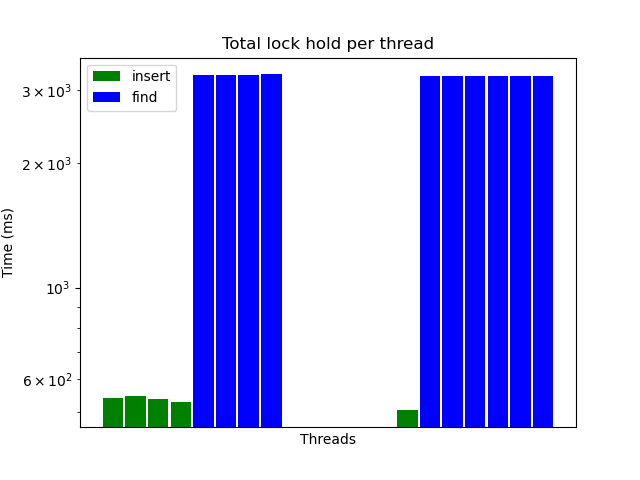 Total lock hold per thread
insert
find
3 × 10³
2 × 10³
10³
6 × 10²
Time (ms)
Threads